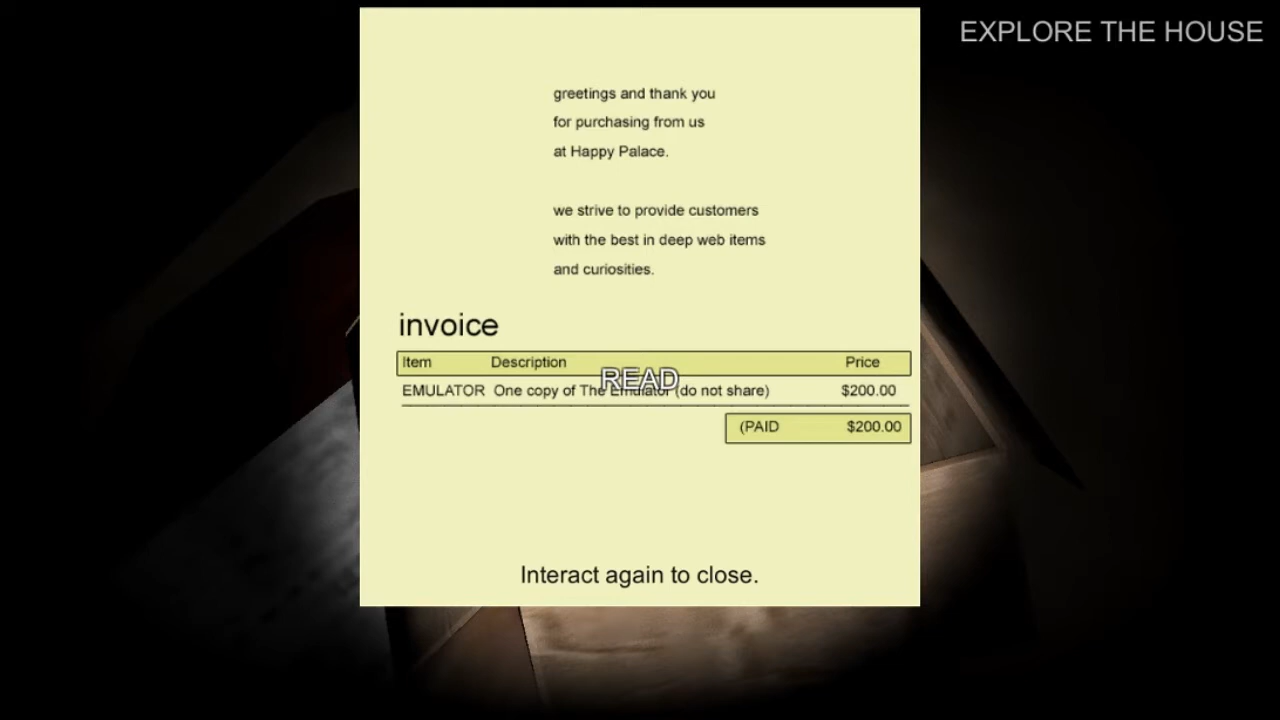 EXPLORE THE HOUSE
greetings and thank you
for purchasing from us
at Happy Palace.
we strive to provide customers
with the best in deep web items
and curiosities.
invoice
Item Description Price
READ
EMULATOR One copy of The Emulator (do not share) $200.00
(PAID $200.00
Interact again to close.